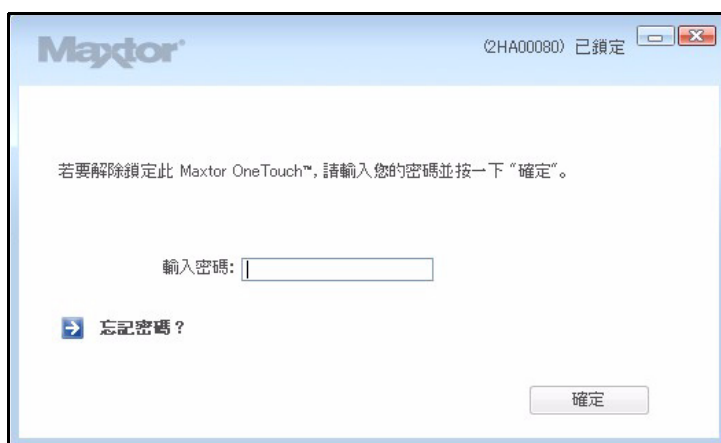 Maxtor®
(2HA00080) 已鎖定
若要解除鎖定此 Maxtor OneTouch™, 請輸入您的密碼並按一下 "確定"。
輸入密碼:
忘記密碼？
確定